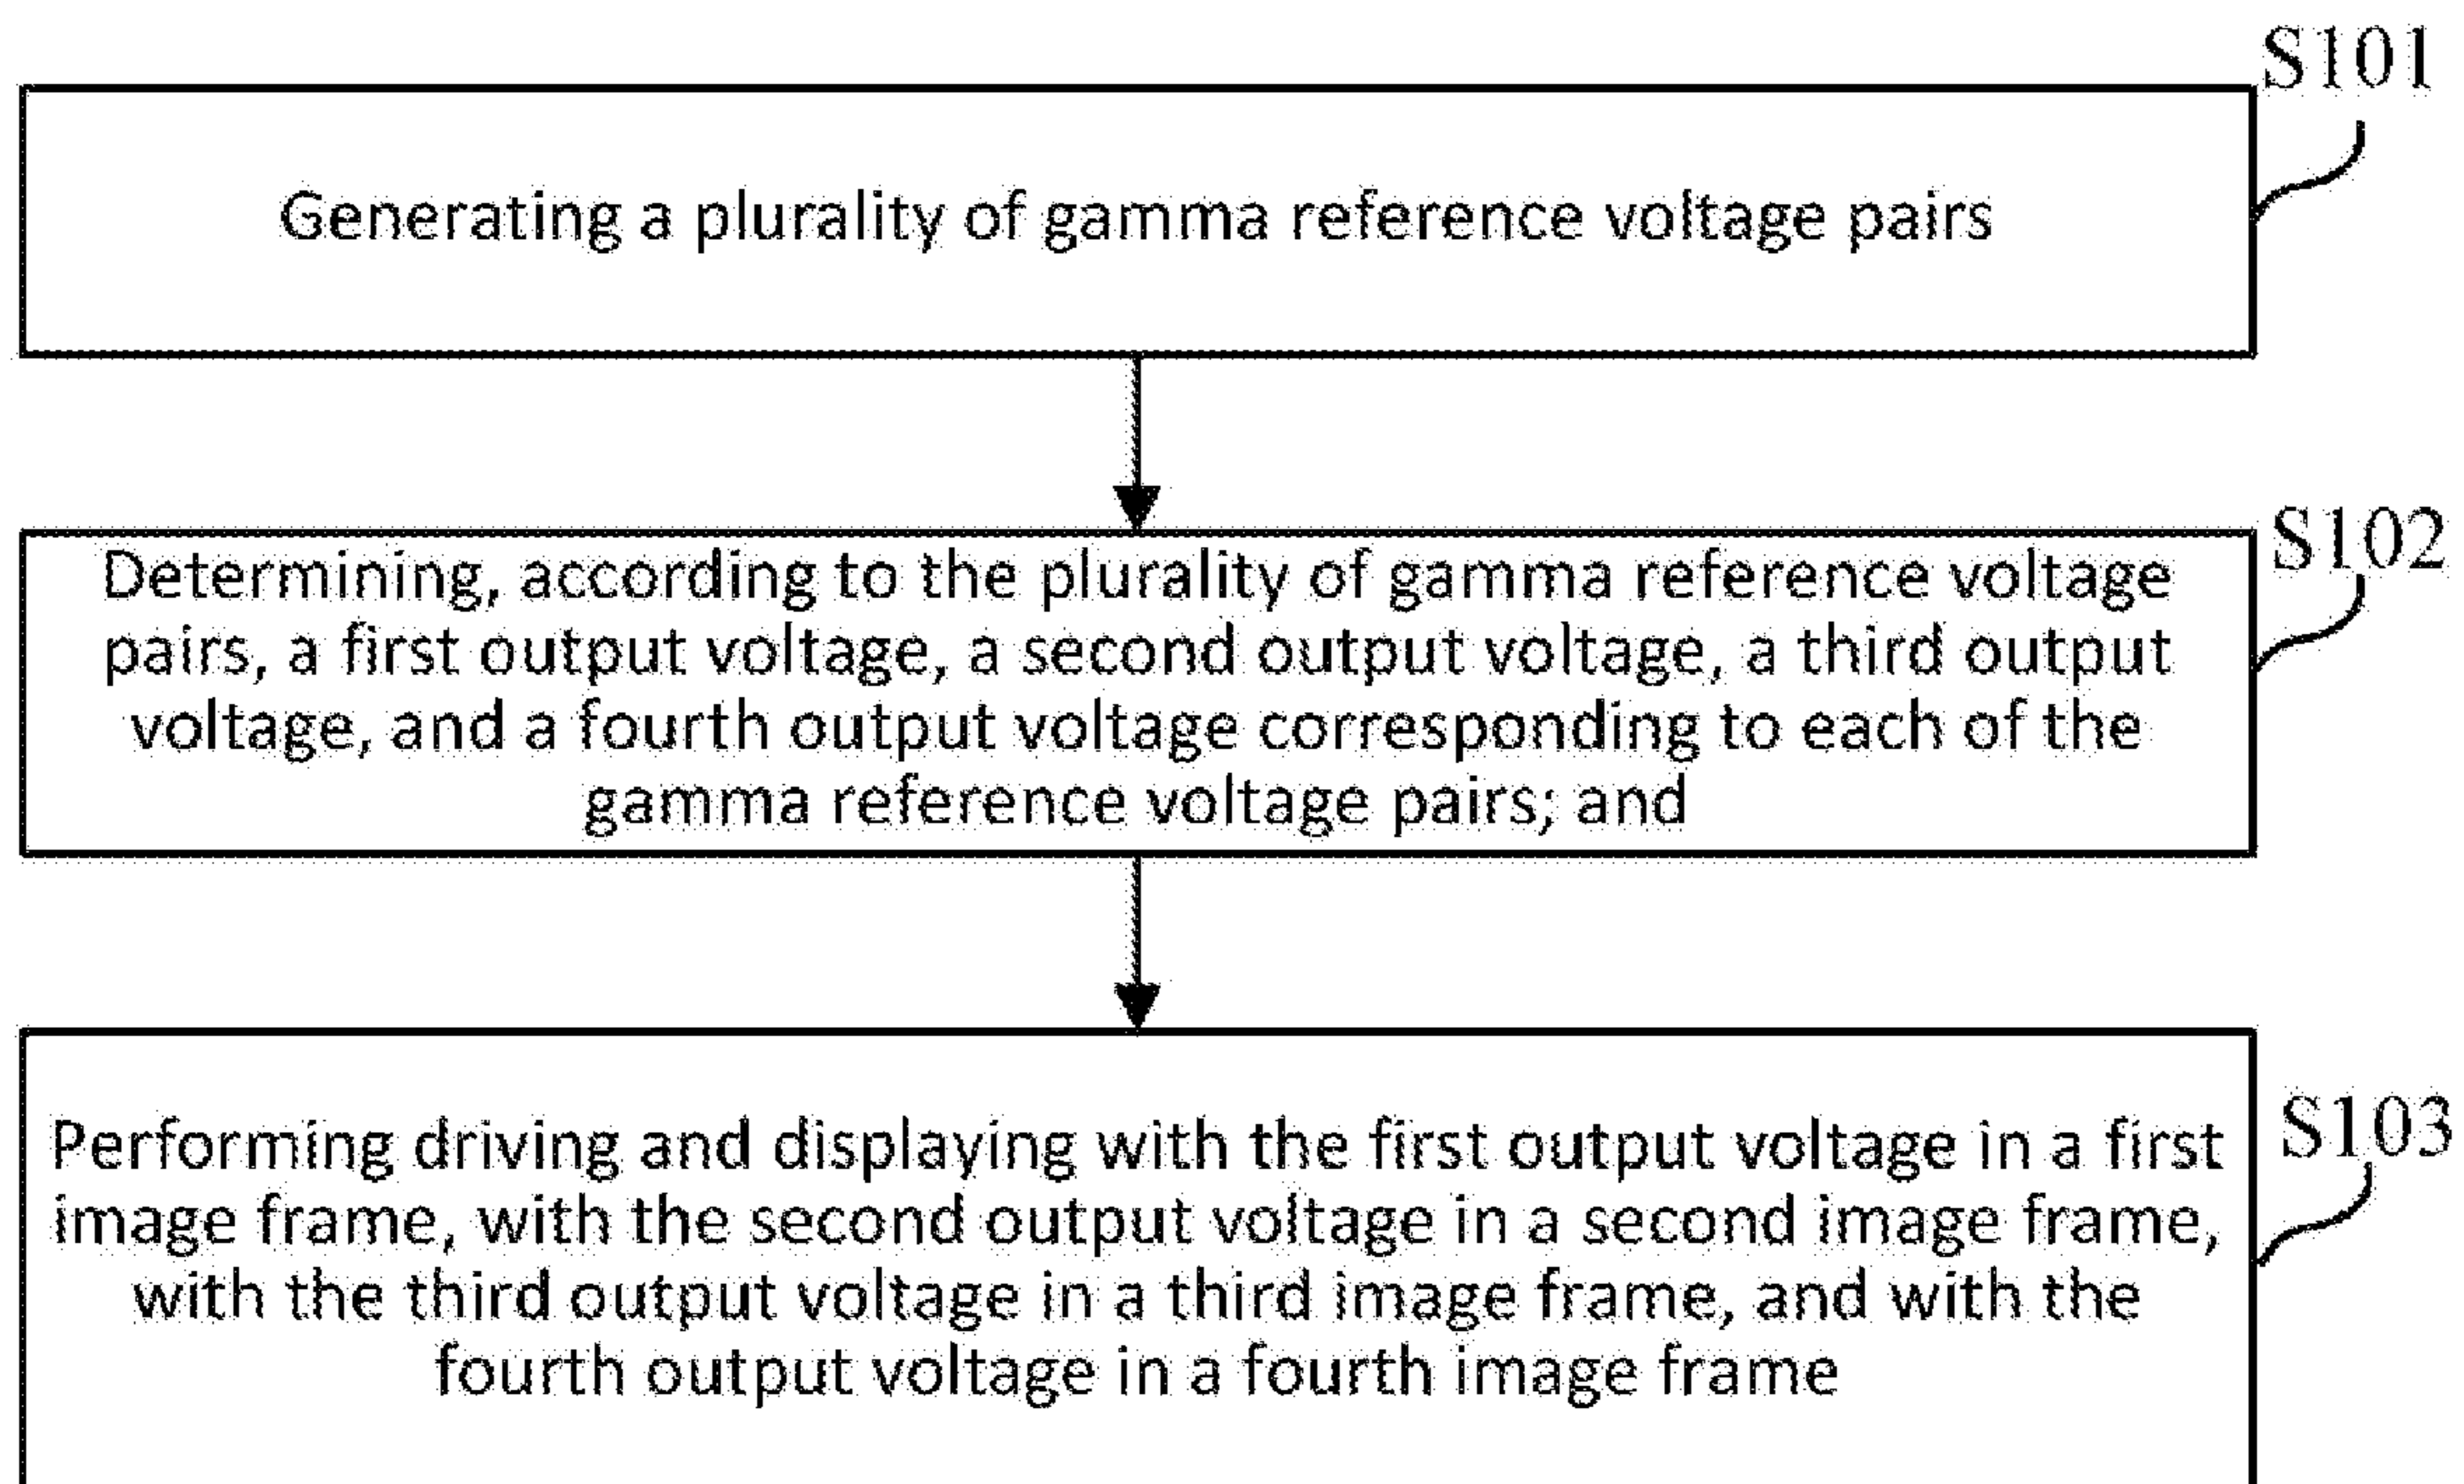 S101
Generating a plurality of gamma reference voltage pairs
S102
Determining, according to the plurality of gamma reference voltage
pairs, a first output voltage, a second output voltage, a third output
voltage, and a fourth output voltage corresponding to each of the
gamma reference voltage pairs; and
S103
Performing driving and displaying with the first output voltage in a first
image frame, with the second output voltage in a second image frame,
with the third output voltage in a third image frame, and with the
fourth output voltage in a fourth image frame